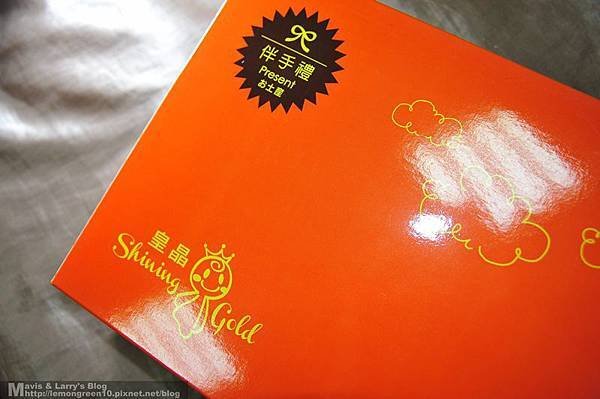 伴手禮
Present
お土産
皇晶
Shining
Gold
Mavis & Larry's Blog
http://lemongreen10.pixnet.net/blog